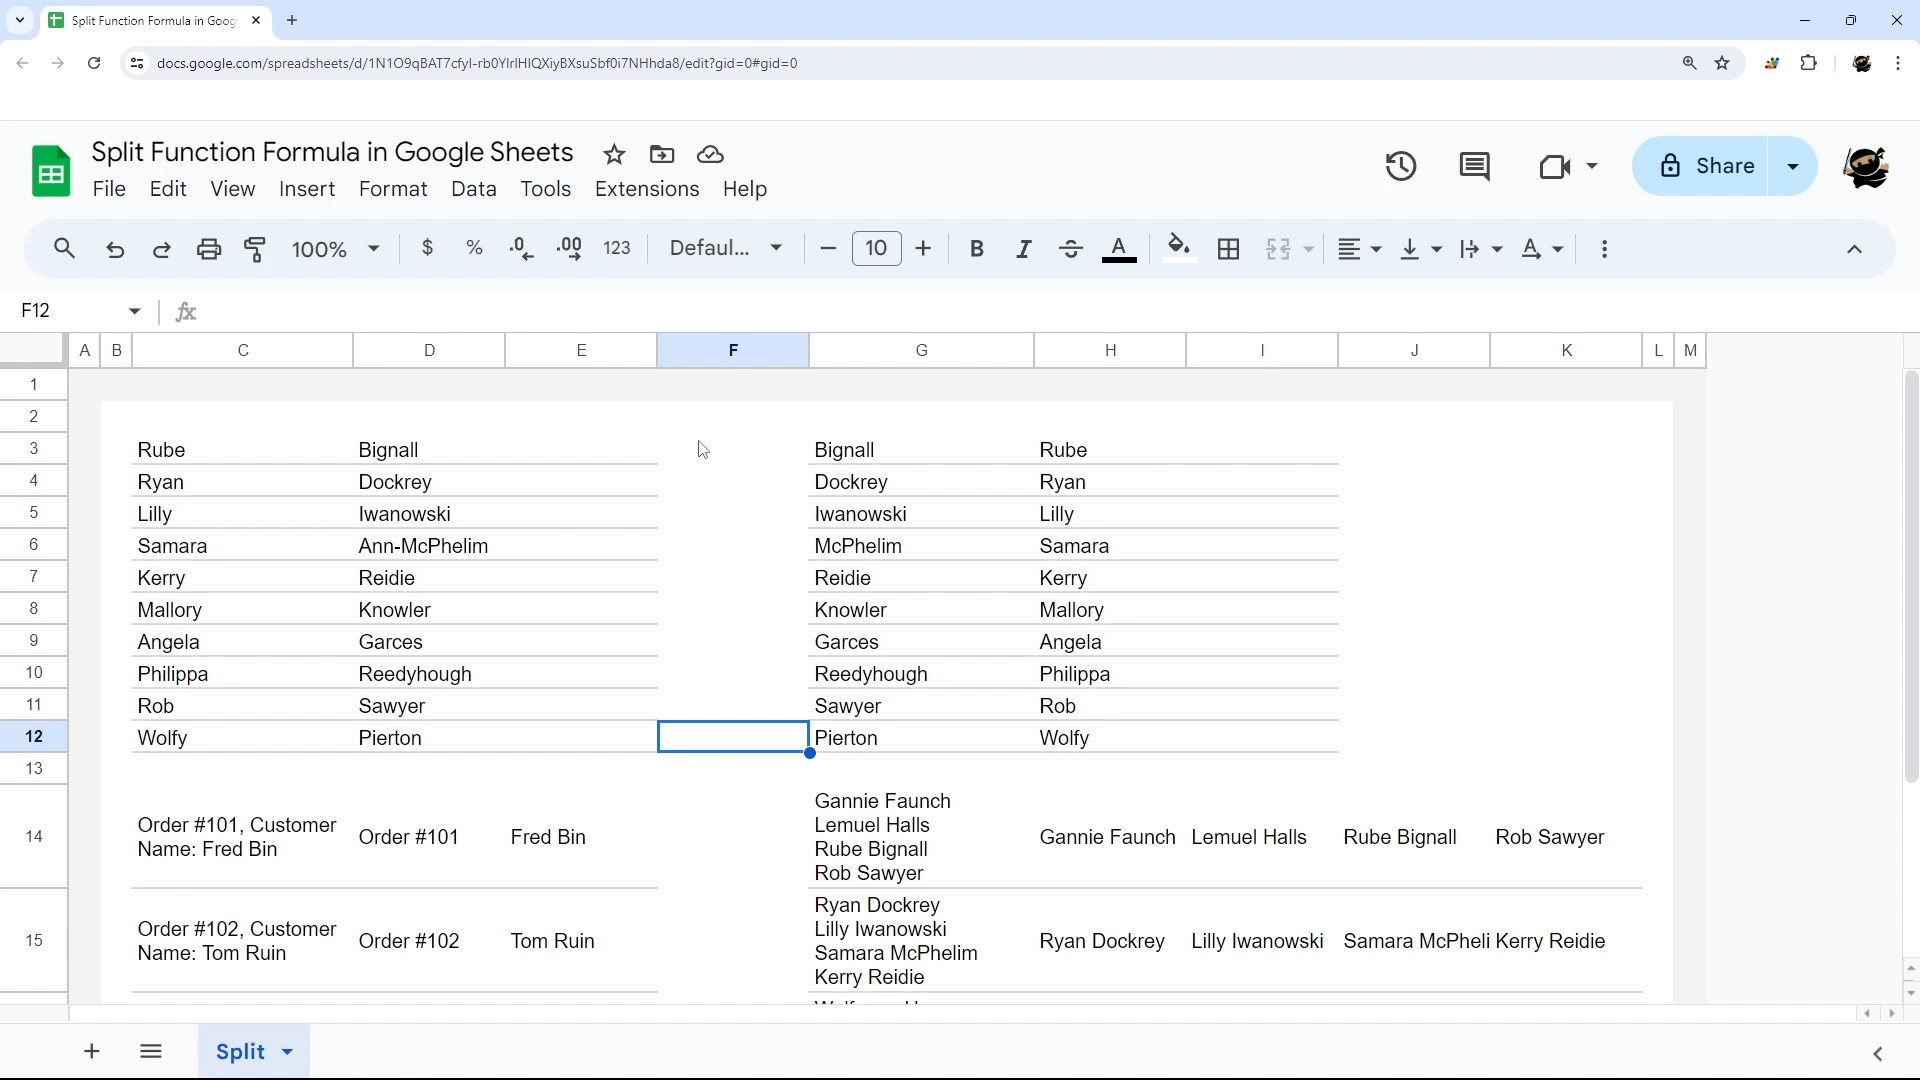 Split Function Formula in Goog
docs.google.com/spreadsheets/d/1N1O9qBAT7cfyl-rb0YlrlHIQXiyBXsuSbf0i7NHhda8/edit?gid=0#gid=0
Split Function Formula in Google Sheets
File Edit View Insert Format Data Tools Extensions Help
Share
100% $ % .0 .00 123 Defaul... 10 B I S A A
F12 fx
A B C D E F G H I J K L M
1
2
3 Rube Bignall Bignall Rube
4 Ryan Dockrey Dockrey Ryan
5 Lilly Iwanowski Iwanowski Lilly
6 Samara Ann-McPhelim McPhelim Samara
7 Kerry Reidie Reidie Kerry
8 Mallory Knowler Knowler Mallory
9 Angela Garces Garces Angela
10 Philippa Reedyhough Reedyhough Philippa
11 Rob Sawyer Sawyer Rob
12 Wolfy Pierton Pierton Wolfy
13
14
Order #101, Customer
Name: Fred Bin
Order #101
Fred Bin
Gannie Faunch
Lemuel Halls
Rube Bignall
Rob Sawyer
Gannie Faunch Lemuel Halls Rube Bignall Rob Sawyer
15
Order #102, Customer
Name: Tom Ruin
Order #102
Tom Ruin
Ryan Dockrey
Lilly Iwanowski
Samara McPhelim
Kerry Reidie
Ryan Dockrey Lilly Iwanowski Samara McPheli Kerry Reidie
Split